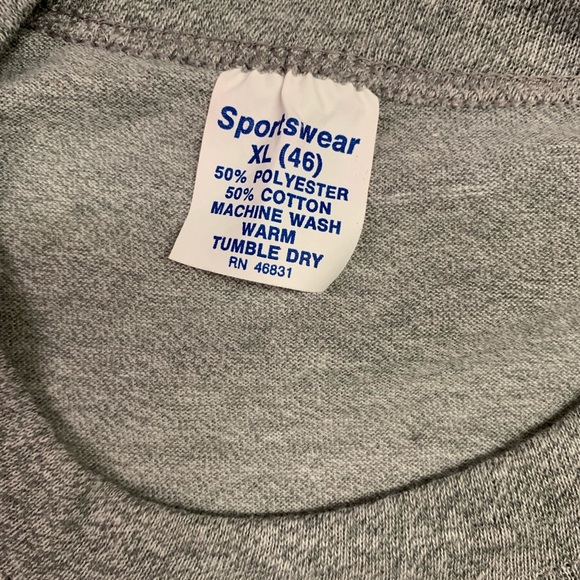 Sportswear
XL (46)
50% POLYESTER
50% COTTON
MACHINE WASH
WARM
TUMBLE DRY
RN 46831